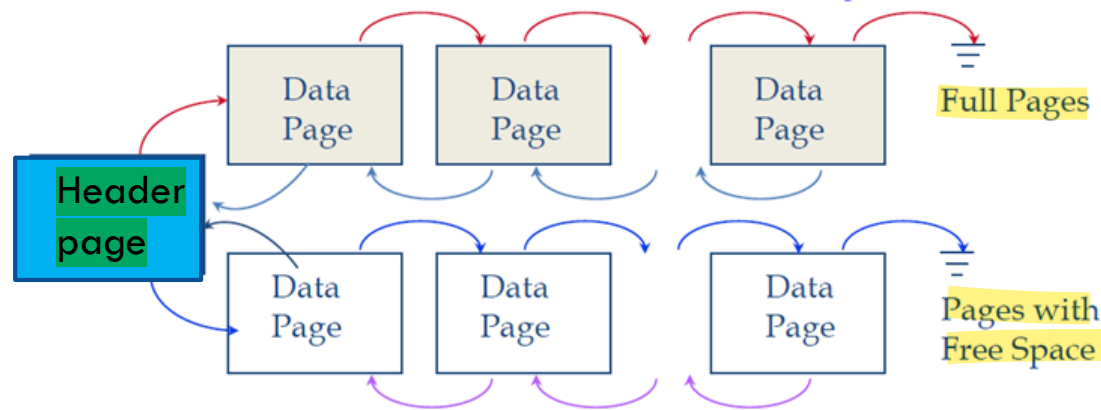 Data
Page
Data
Page
Data
Page
Full Pages
Header
page
Data
Page
Data
Page
Data
Page
Pages with
Free Space